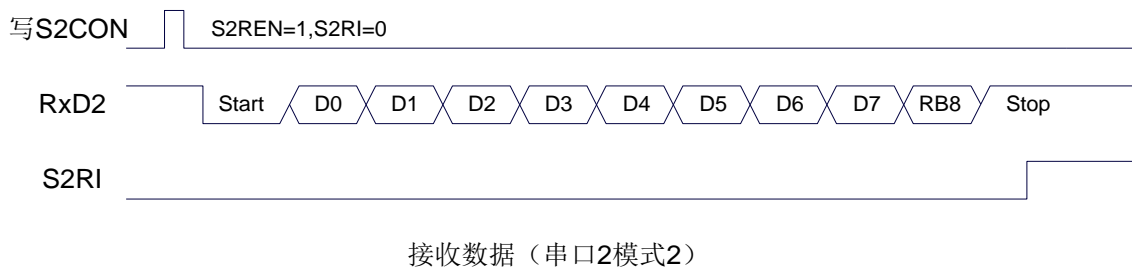 写S2CON S2REN=1,S2RI=0
RxD2 Start D0 D1 D2 D3 D4 D5 D6 D7 RB8 Stop
S2RI
接收数据（串口2模式2）